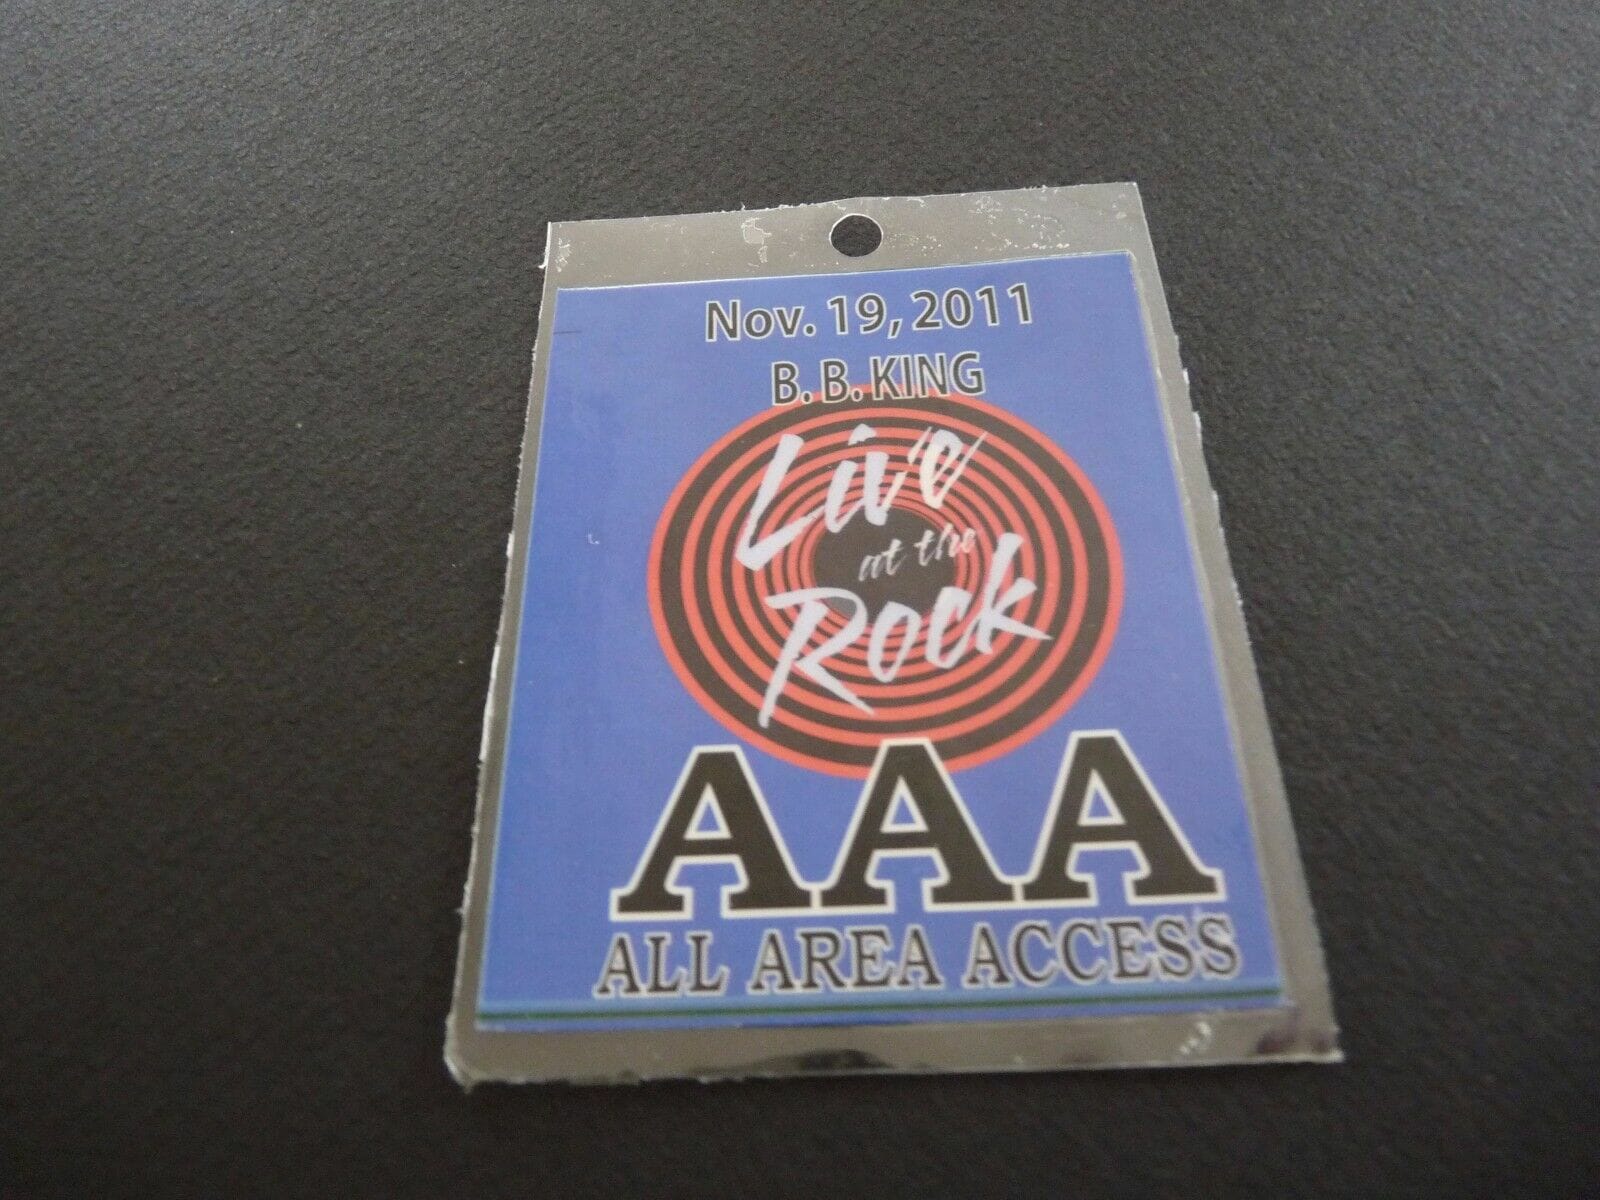 Nov. 19, 2011
B. B. KING
Live
at the
Rock
AAA
ALL AREA ACCESS